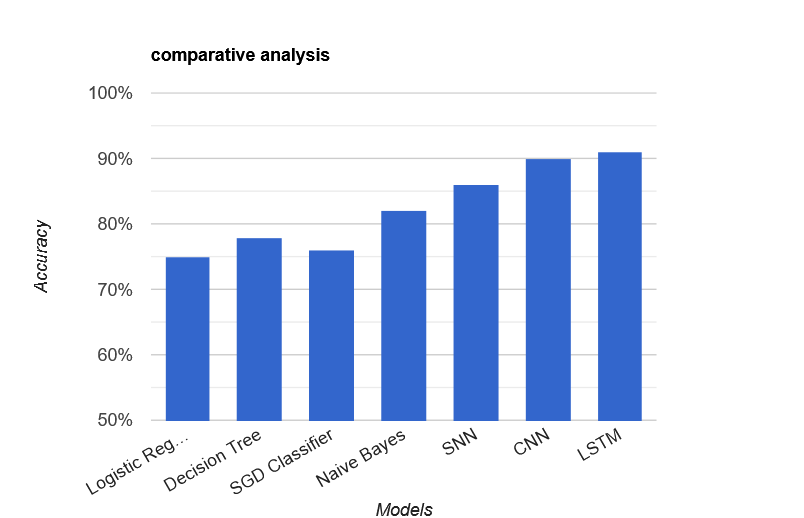 comparative analysis
100%
90%
80%
70%
60%
50%
Accuracy
Logistic Reg...
Decision Tree
SGD Classifier
Naive Bayes
SNN
CNN
LSTM
Models